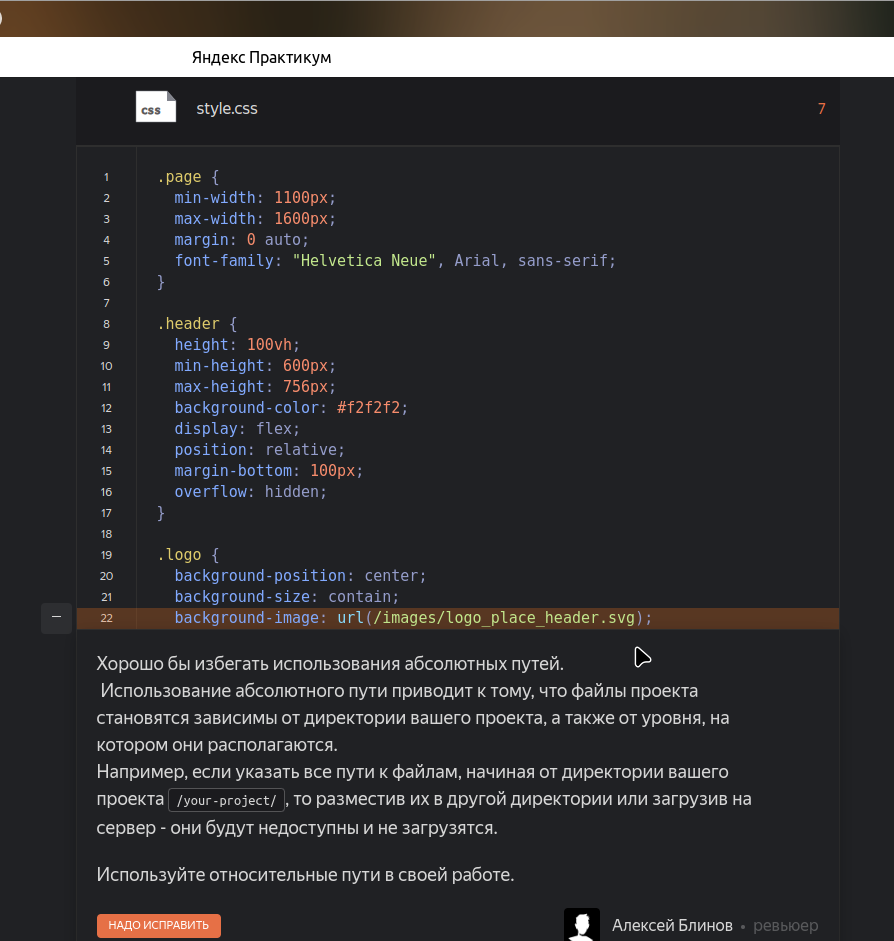 Яндекс Практикум
css style.css 7
1 .page {
2 min-width: 1100px;
3 max-width: 1600px;
4 margin: 0 auto;
5 font-family: "Helvetica Neue", Arial, sans-serif;
6 }
7
8 .header {
9 height: 100vh;
10 min-height: 600px;
11 max-height: 756px;
12 background-color: #f2f2f2;
13 display: flex;
14 position: relative;
15 margin-bottom: 100px;
16 overflow: hidden;
17 }
18
19 .logo {
20 background-position: center;
21 background-size: contain;
22 background-image: url(/images/logo_place_header.svg);
Хорошо бы избегать использования абсолютных путей.
Использование абсолютного пути приводит к тому, что файлы проекта
становятся зависимы от директории вашего проекта, а также от уровня, на
котором они располагаются.
Например, если указать все пути к файлам, начиная от директории вашего
проекта /your-project/, то разместив их в другой директории или загрузив на
сервер - они будут недоступны и не загрузятся.
Используйте относительные пути в своей работе.
НАДО ИСПРАВИТЬ Алексей Блинов • ревьюер